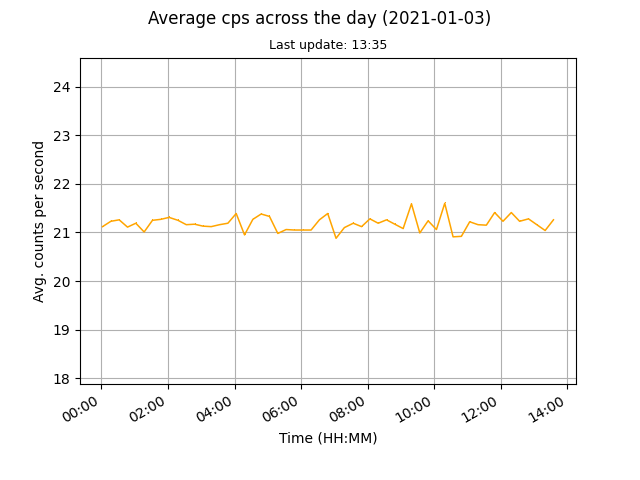 Average cps across the day (2021-01-03)
Last update: 13:35
24
23
22
21
20
19
18
Avg. counts per second
00:00 02:00 04:00 06:00 08:00 10:00 12:00 14:00
Time (HH:MM)